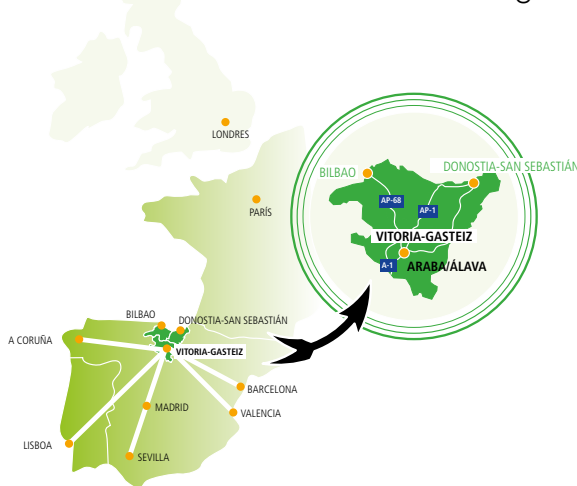 g
LONDRES
PARÍS
BILBAO
DONOSTIA-SAN SEBASTIÁN
AP-68
AP-1
VITORIA-GASTEIZ
A-1
ARABA/ÁLAVA
BILBAO
DONOSTIA-SAN SEBASTIÁN
A CORUÑA
VITORIA-GASTEIZ
BARCELONA
MADRID
VALENCIA
LISBOA
SEVILLA